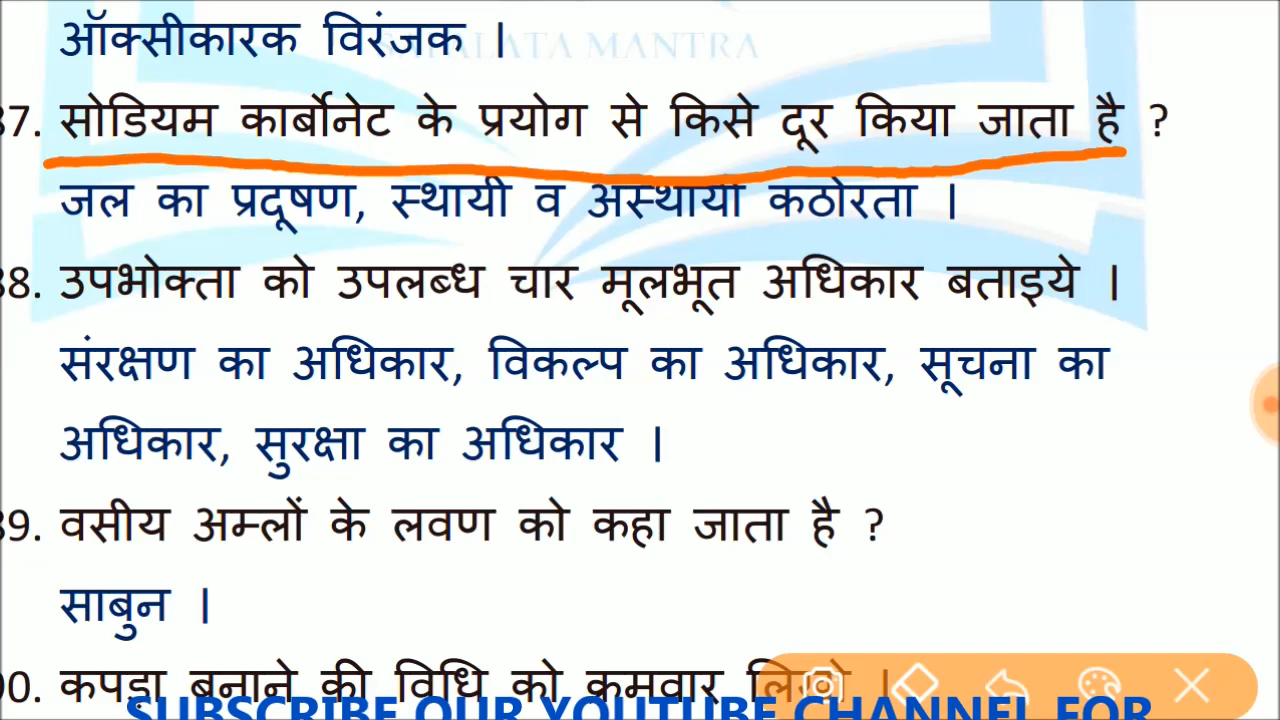 ऑक्सीकारक विरंजक ।
SAFALATA MANTRA
37. सोडियम कार्बोनेट के प्रयोग से किसे दूर किया जाता है ?
जल का प्रदूषण, स्थायी व अस्थायी कठोरता ।
38. उपभोक्ता को उपलब्ध चार मूलभूत अधिकार बताइये ।
संरक्षण का अधिकार, विकल्प का अधिकार, सूचना का
अधिकार, सुरक्षा का अधिकार ।
39. वसीय अम्लों के लवण को कहा जाता है ?
साबुन ।
90. कपड़ा बनाने की विधि को क्रमवार लिखो ।
SUBSCRIBE OUR YOUTUBE CHANNEL FOR